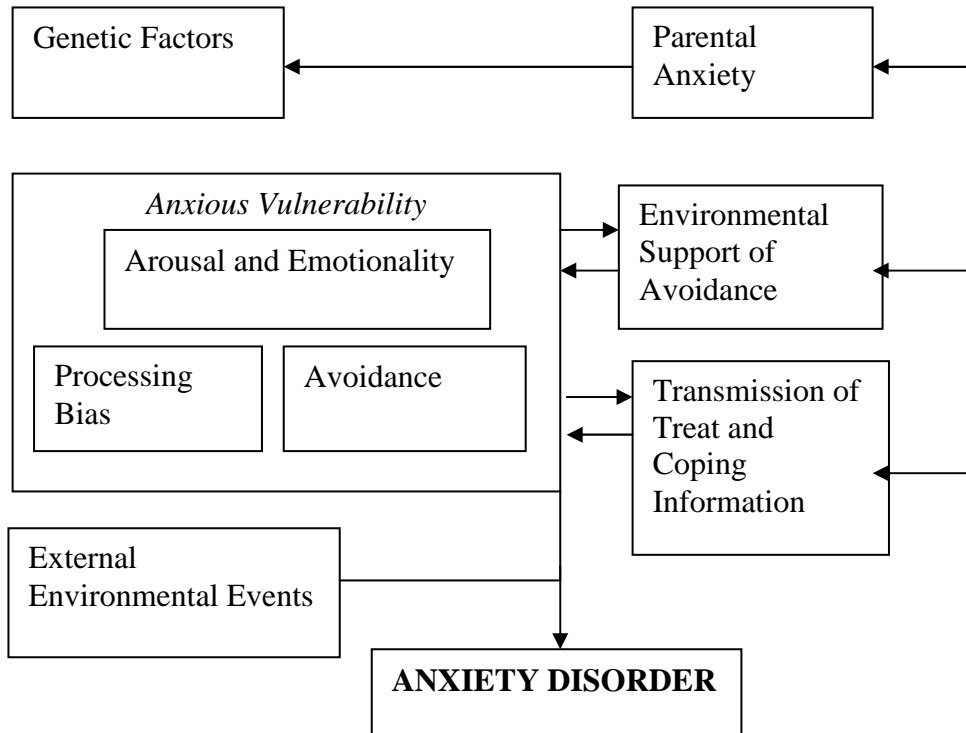 Genetic Factors
Parental
Anxiety
Anxious Vulnerability
Arousal and Emotionality
Processing
Bias
Avoidance
Environmental
Support of
Avoidance
Transmission of
Treat and
Coping
Information
External
Environmental Events
ANXIETY DISORDER